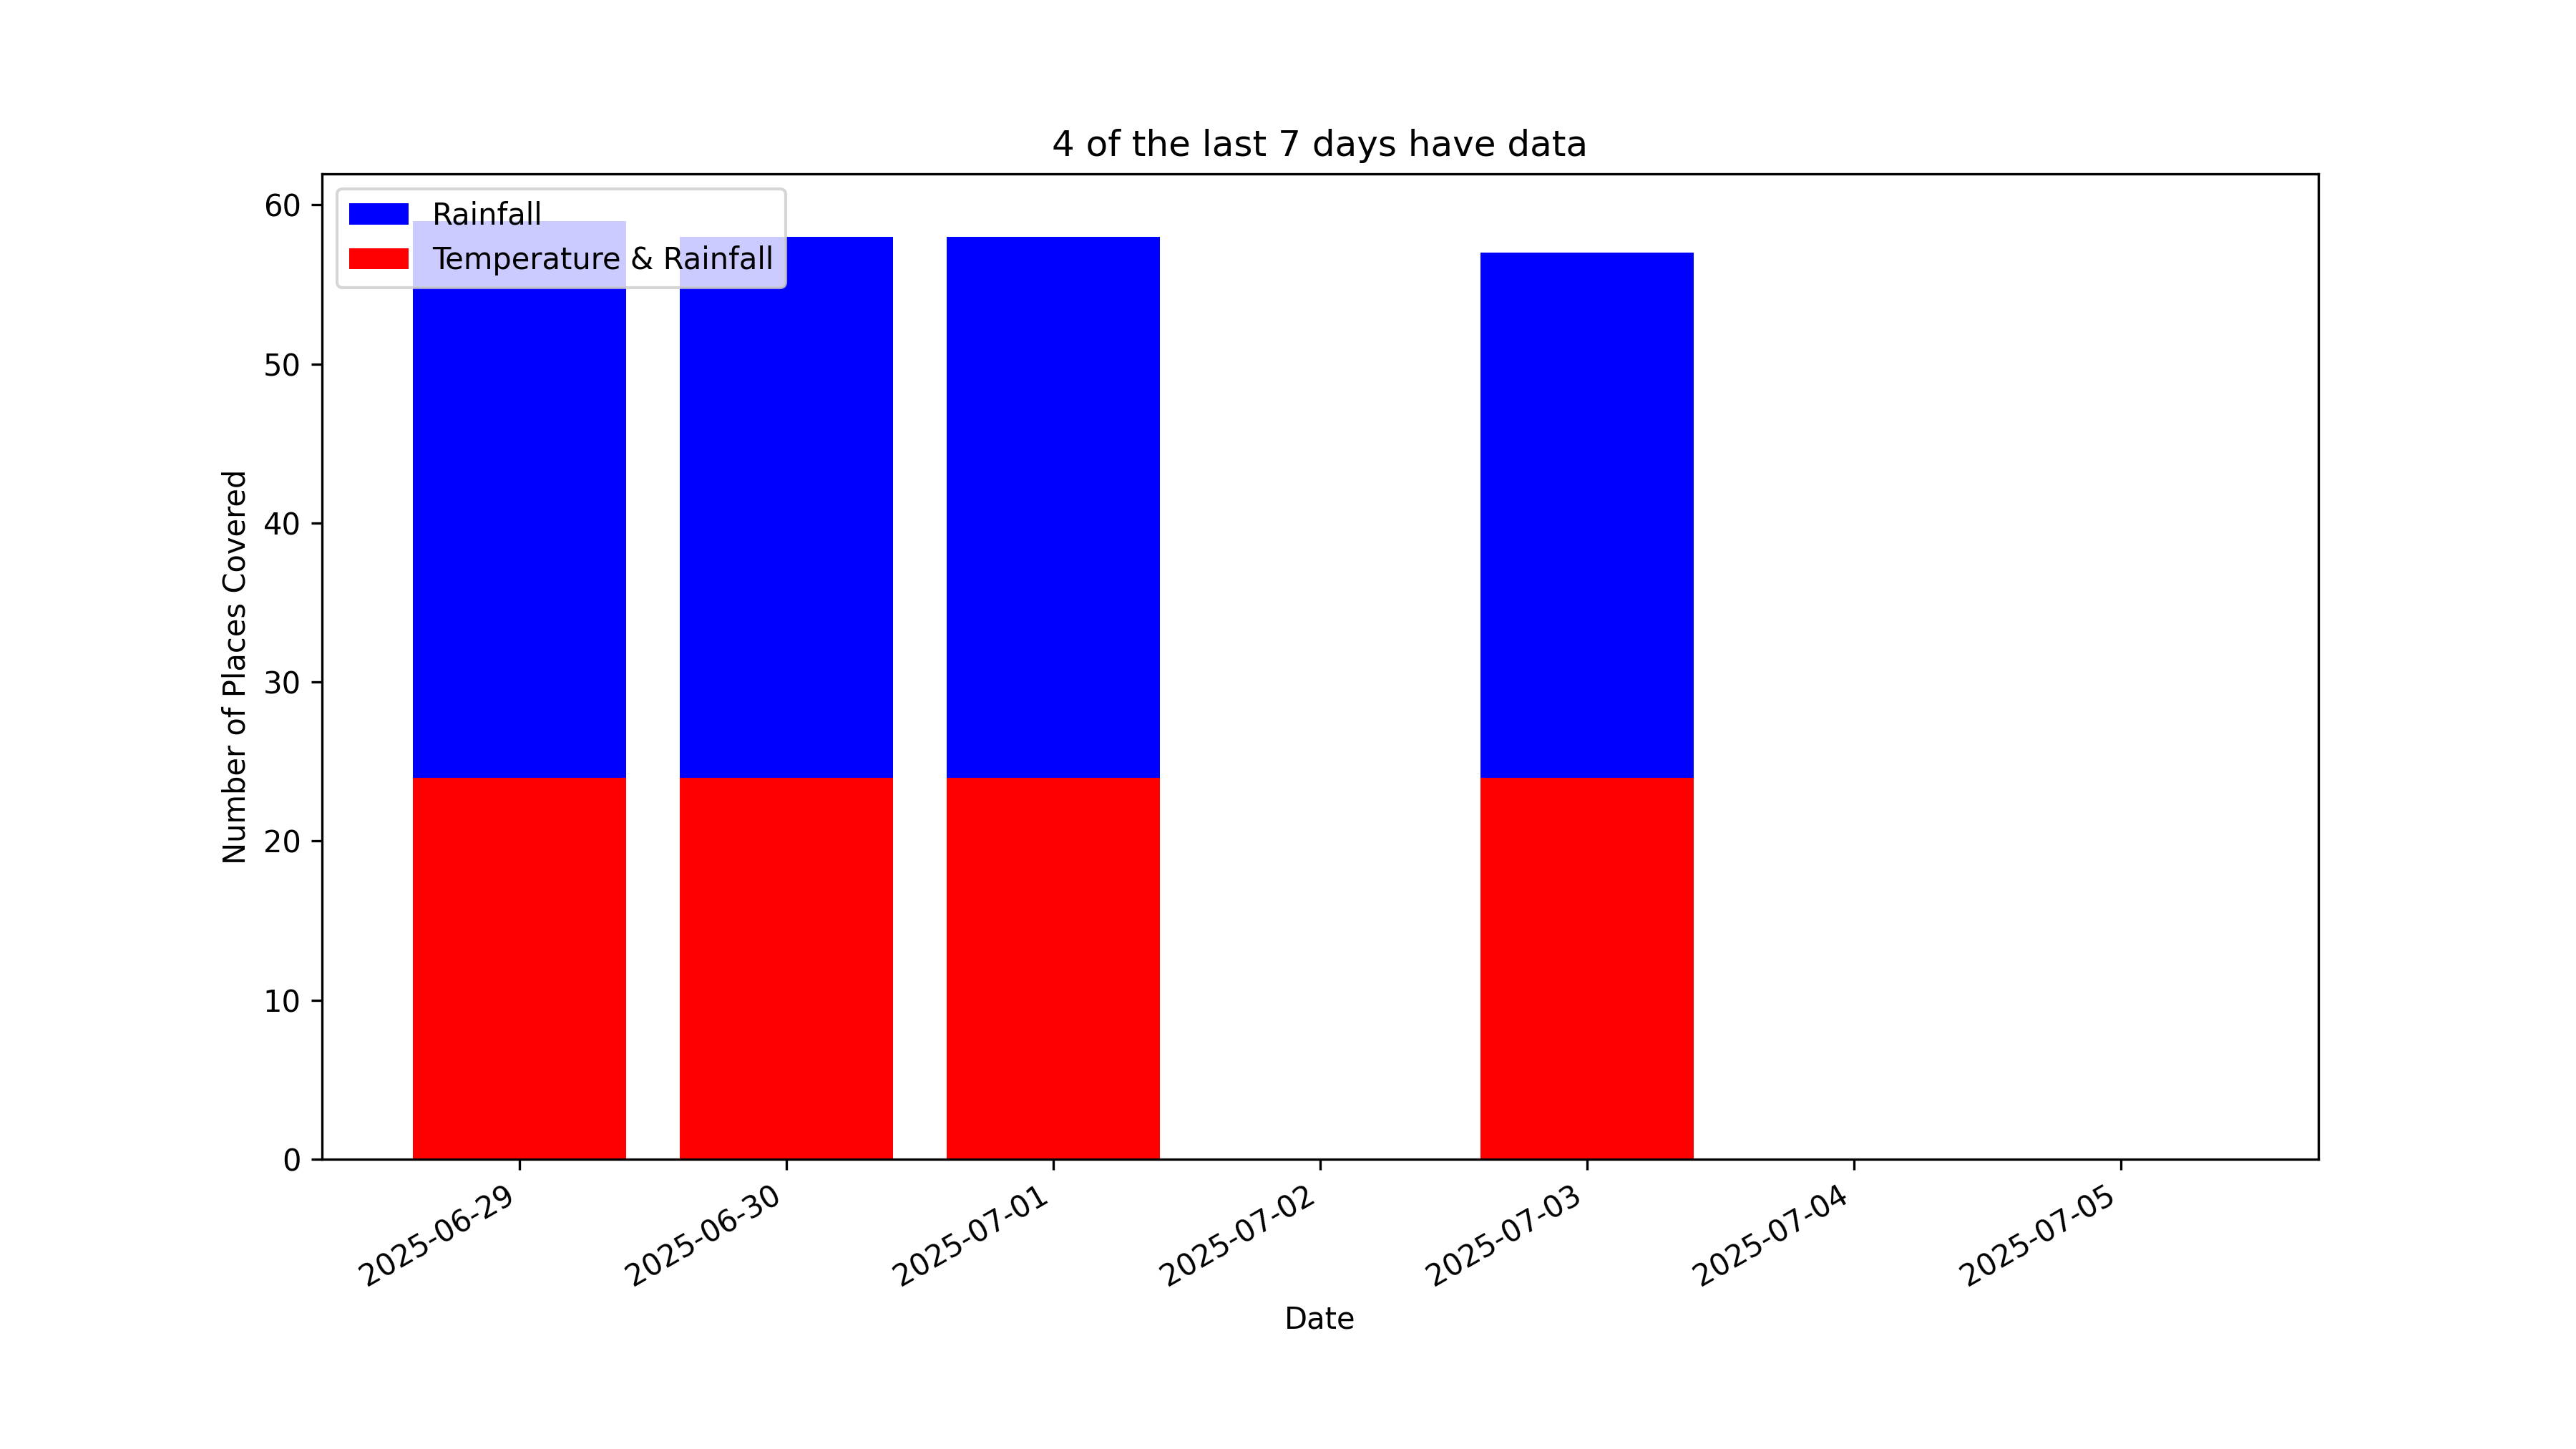 4 of the last 7 days have data
Rainfall
Temperature & Rainfall
60
50
40
30
20
10
0
Number of Places Covered
2025-06-29
2025-06-30
2025-07-01
2025-07-02
2025-07-03
2025-07-04
2025-07-05
Date